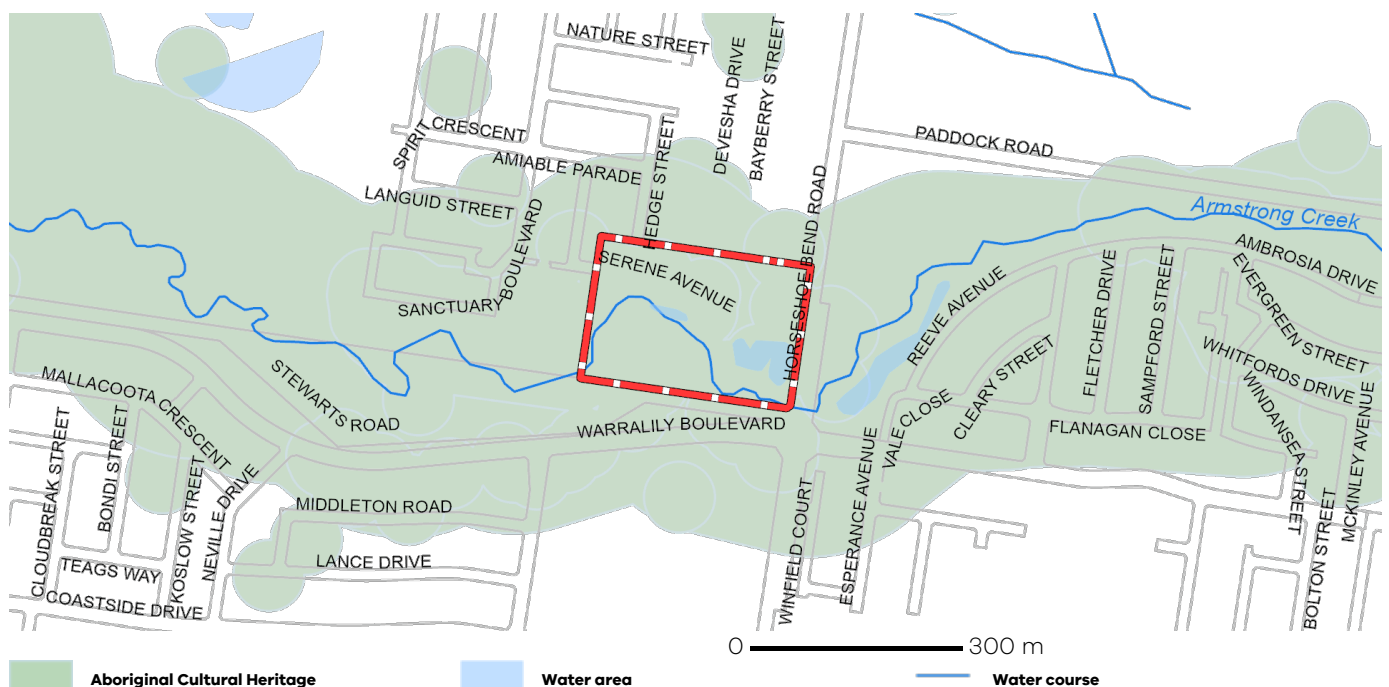 NATURE STREET
DEVESHA DRIVE
BAYBERRY STREET
SPIRIT CRESCENT
PADDOCK ROAD
AMIABLE PARADE
HEDGE STREET
LANGUID STREET
Armstrong Creek
SANCTUARY BOULEVARD
SERENE AVENUE
HORSESHOE BEND ROAD
REEVE AVENUE
FLETCHER DRIVE
SAMPFORD STREET
AMBROSIA DRIVE
EVERGREEN STREET
WHITFORDS DRIVE
CLEARY STREET
MALLACOOTA CRESCENT
STEWARTS ROAD
WARRALILY BOULEVARD
VALE CLOSE
FLANAGAN CLOSE
WINDANSEA STREET
MCKINLEY AVENUE
CLOUDBREAK STREET
BONDI STREET
KOSLOW STREET
NEVILLE DRIVE
MIDDLETON ROAD
WINFIELD COURT
ESPERANCE AVENUE
BOLTON STREET
LANCE DRIVE
TEAGS WAY
COASTSIDE DRIVE
0 300 m
Aboriginal Cultural Heritage
Water area
Water course